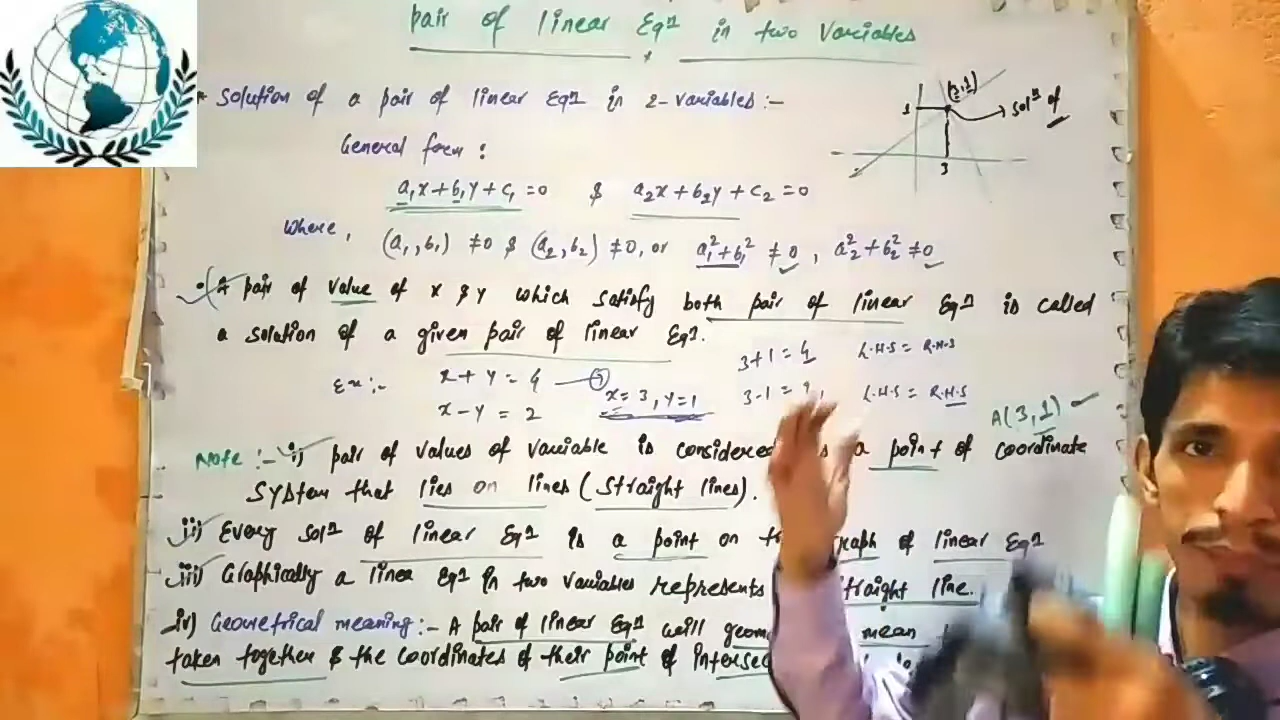 pair of linear Eqn in two variables
* Solution of a pair of linear Eqn in 2-variables:-
(3,1)
1
3
→ Soln of
General form :
a₁x+b₁y+c₁=0 $ a₂x+b₂y+c₂=0
Where, (a₁,b₁) ≠0 $ (a₂,b₂) ≠0, or a₁²+b₁² ≠0, a₂²+b₂² ≠0
• A pair of value of x $ y which satisfy both pair of linear Eqn is called
a solution of a given pair of linear Eqn.
Ex:- x+y = 4
x-y = 2
x=3, y=1
3+1=4 L.H.S = R.H.S
3-1= L.H.S = R.H.S
A(3,1)
Note :- i) pair of values of variable is considered a point of coordinate
system that lies on lines (straight lines).
ii) Every soln of linear Eqn is a point on graph of linear Eqn
iii) Graphically a linea Eqn in two variables represents straight line.
iv) Geometrical meaning:- A pair of linear Eqn will mean
taken together $ the coordinates of their point of